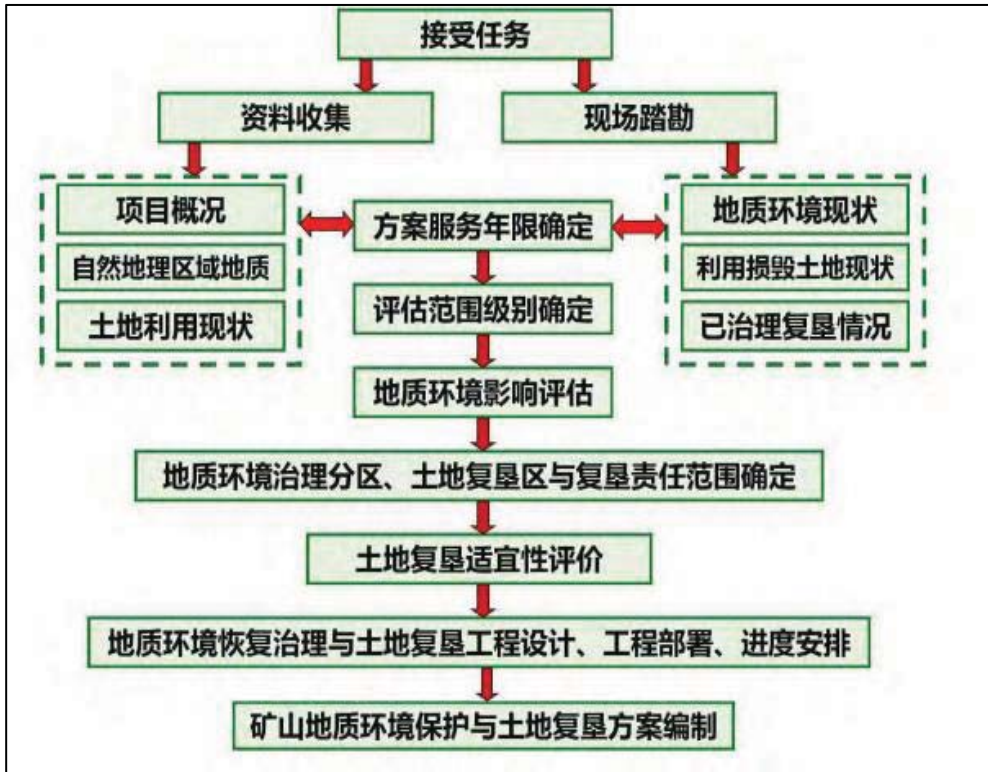 接受任务
资料收集
现场踏勘
项目概况
自然地理区域地质
土地利用现状
方案服务年限确定
地质环境现状
利用损毁土地现状
已治理复垦情况
评估范围级别确定
地质环境影响评估
地质环境治理分区、土地复垦区与复垦责任范围确定
土地复垦适宜性评价
地质环境恢复治理与土地复垦工程设计、工程部署、进度安排
矿山地质环境保护与土地复垦方案编制